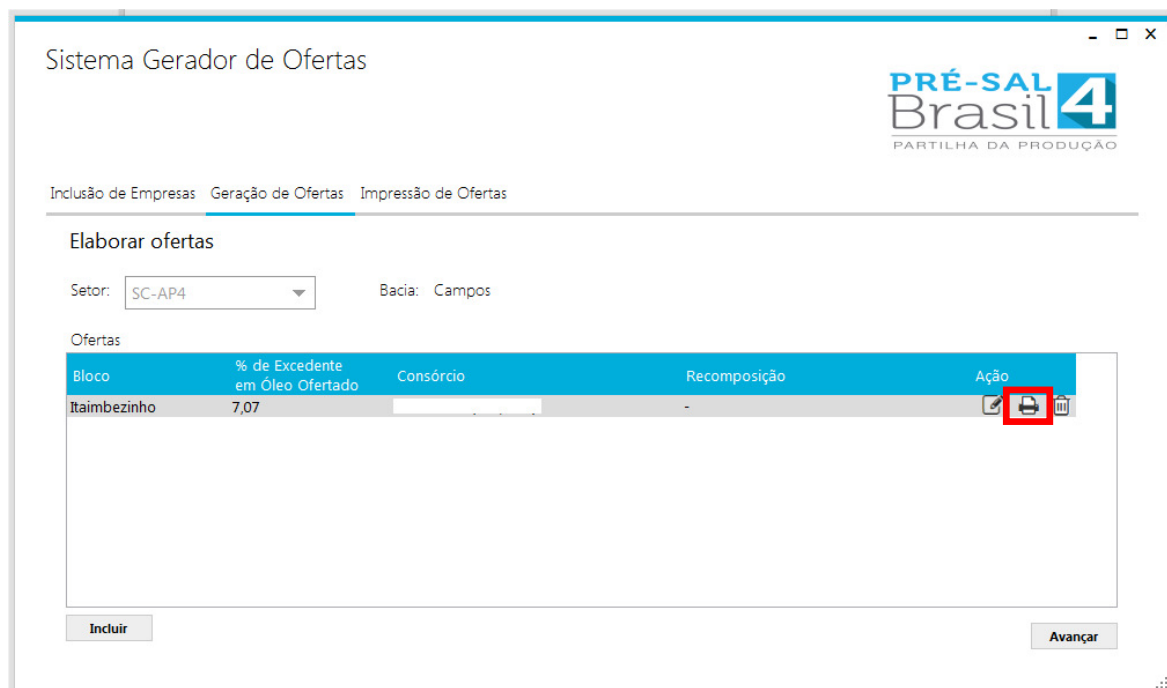 Sistema Gerador de Ofertas
PRÉ-SAL
Brasil 4
PARTILHA DA PRODUÇÃO
Inclusão de Empresas Geração de Ofertas Impressão de Ofertas
Elaborar ofertas
Setor: SC-AP4 Bacia: Campos
Ofertas
Bloco % de Excedente em Óleo Ofertado Consórcio Recomposição Ação
Itaimbezinho 7,07 -
Incluir
Avançar